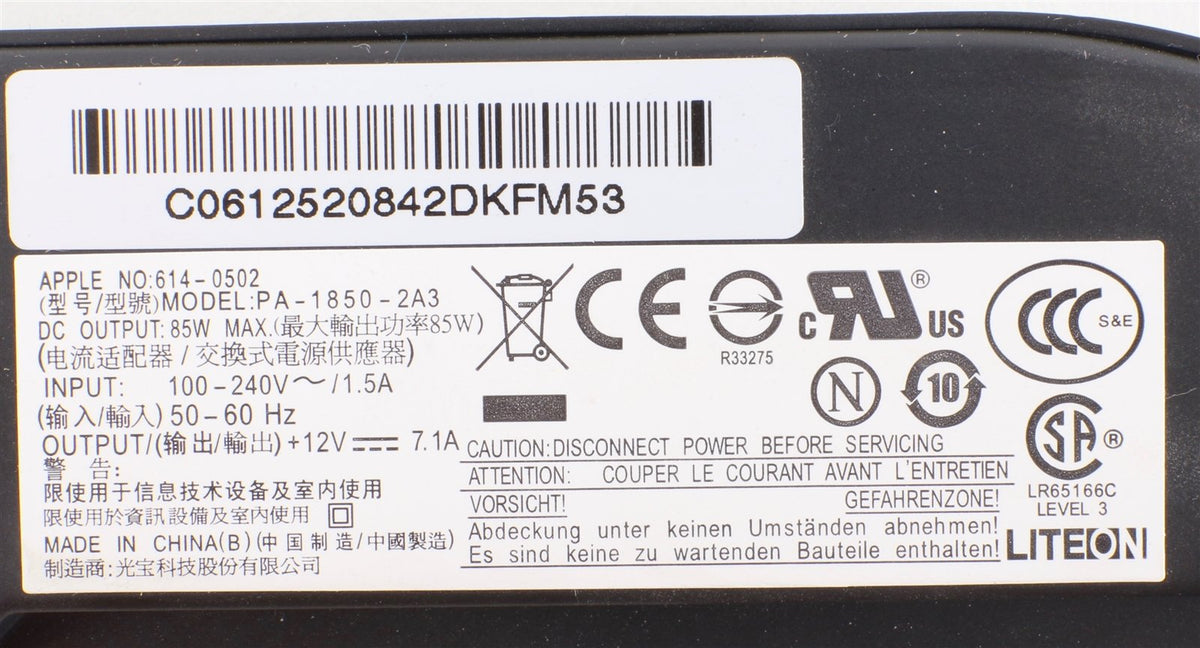 C0612520842DKFM53
APPLE NO:614-0502
(型号/型號)MODEL:PA-1850-2A3
DC OUTPUT: 85W MAX.(最大輸出功率85W)
(电流适配器/交換式電源供應器)
INPUT: 100-240V～/1.5A
(输入/輸入) 50-60 Hz
OUTPUT/(输出/輸出)+12V⎓ 7.1A
警 告:
限使用于信息技术设备及室内使用
限使用於資訊設備及室內使用
MADE IN CHINA(B) (中国制造/中國製造)
制造商:光宝科技股份有限公司
CE
R33275
c RU® US
N
10
CCC S&E
SA®
LR65166C
LEVEL 3
LITEON
CAUTION:DISCONNECT POWER BEFORE SERVICING
ATTENTION: COUPER LE COURANT AVANT L'ENTRETIEN
VORSICHT! GEFAHRENZONE!
Abdeckung unter keinen Umständen abnehmen!
Es sind keine zu wartenden Bauteile enthalten!